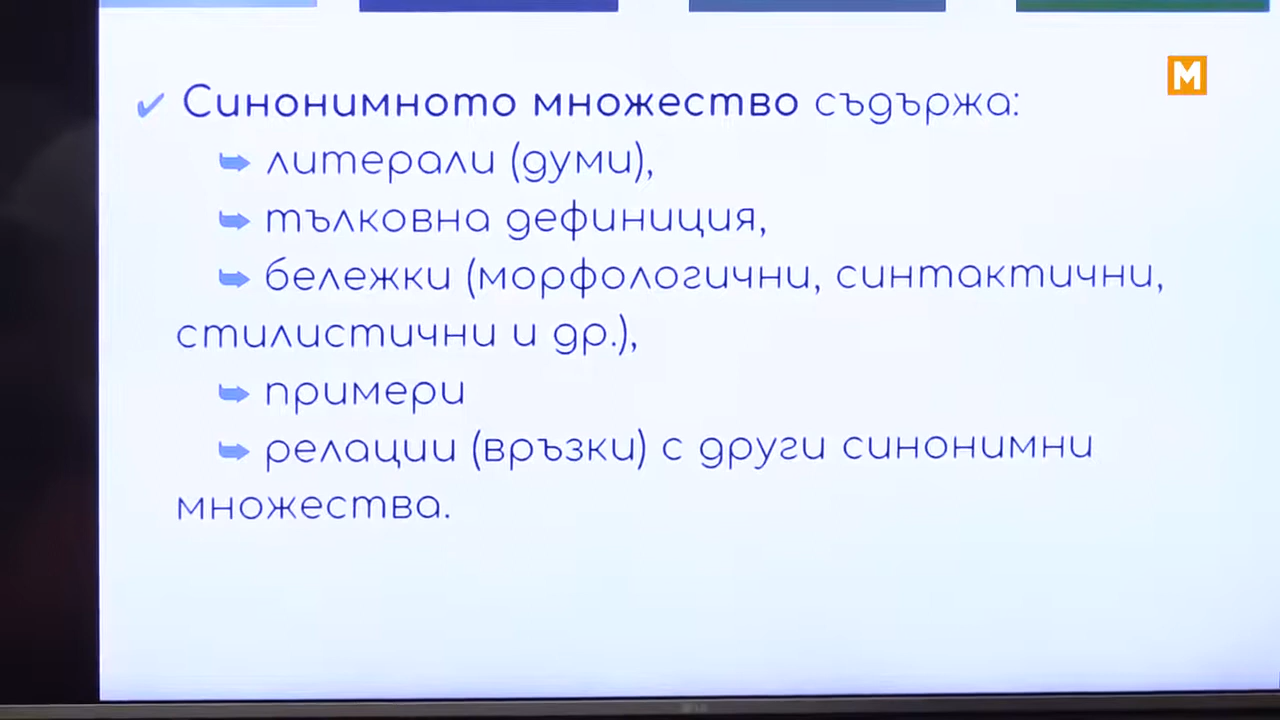 M
✔ Синонимното множество съдържа:
➥ литерали (думи),
➥ тълковна дефиниция,
➥ бележки (морфологични, синтактични,
стилистични и др.),
➥ примери
➥ релации (връзки) с други синонимни
множества.